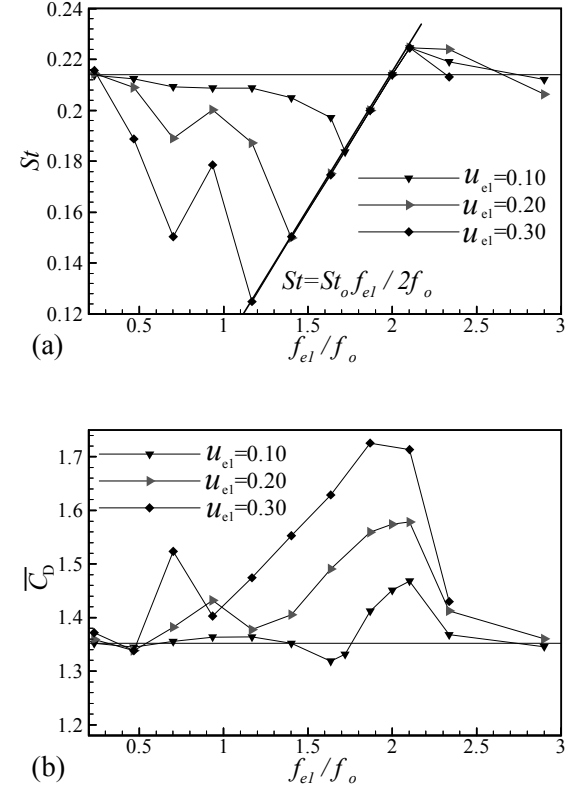 0.24
0.22
0.2
0.18
0.16
0.14
0.12
St
u_el=0.10
u_el=0.20
u_el=0.30
St=St_o f_el / 2f_o
0.5 1 1.5 2 2.5 3
(a) f_el / f_o
u_el=0.10
u_el=0.20
u_el=0.30
1.7
1.6
1.5
1.4
1.3
1.2
C̅_D
0.5 1 1.5 2 2.5 3
(b) f_el / f_o